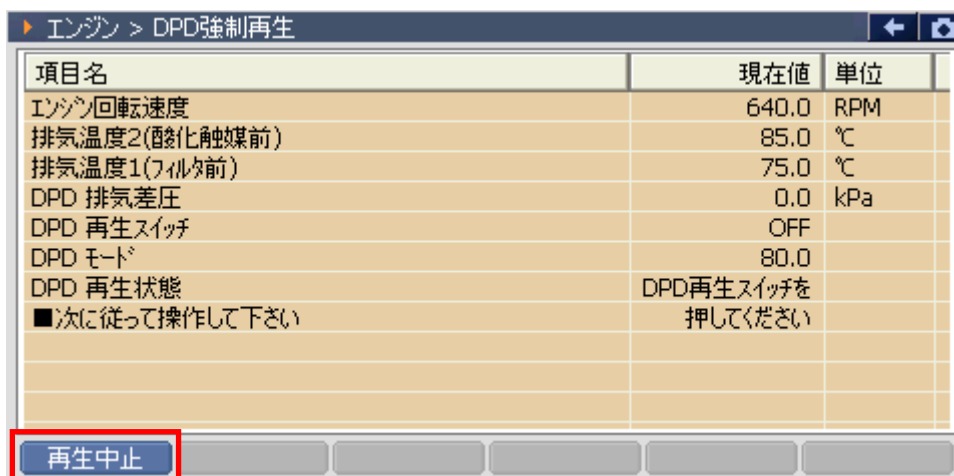 エンジン > DPD強制再生
項目名 現在値 単位
エンジン回転速度 640.0 RPM
排気温度2(酸化触媒前) 85.0 ℃
排気温度1(フィルタ前) 75.0 ℃
DPD 排気差圧 0.0 kPa
DPD 再生スイッチ OFF
DPD モード 80.0
DPD 再生状態 DPD再生スイッチを
■次に従って操作して下さい 押してください
再生中止